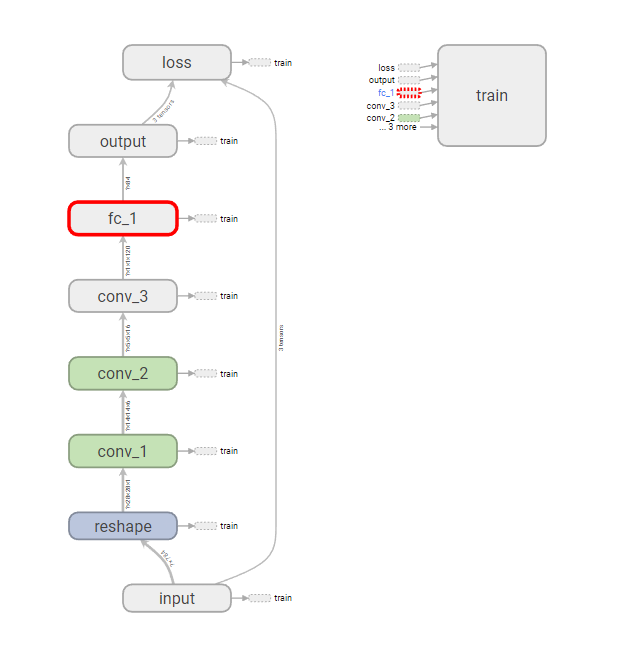 loss
train
3 tensors
output
train
?×84
fc_1
train
?×1×1×120
conv_3
train
?×5×5×16
conv_2
train
?×14×14×6
conv_1
train
?×28×28×1
reshape
train
?×784
input
train
3 tensors
loss
output
fc_1
conv_3
conv_2
... 3 more
train